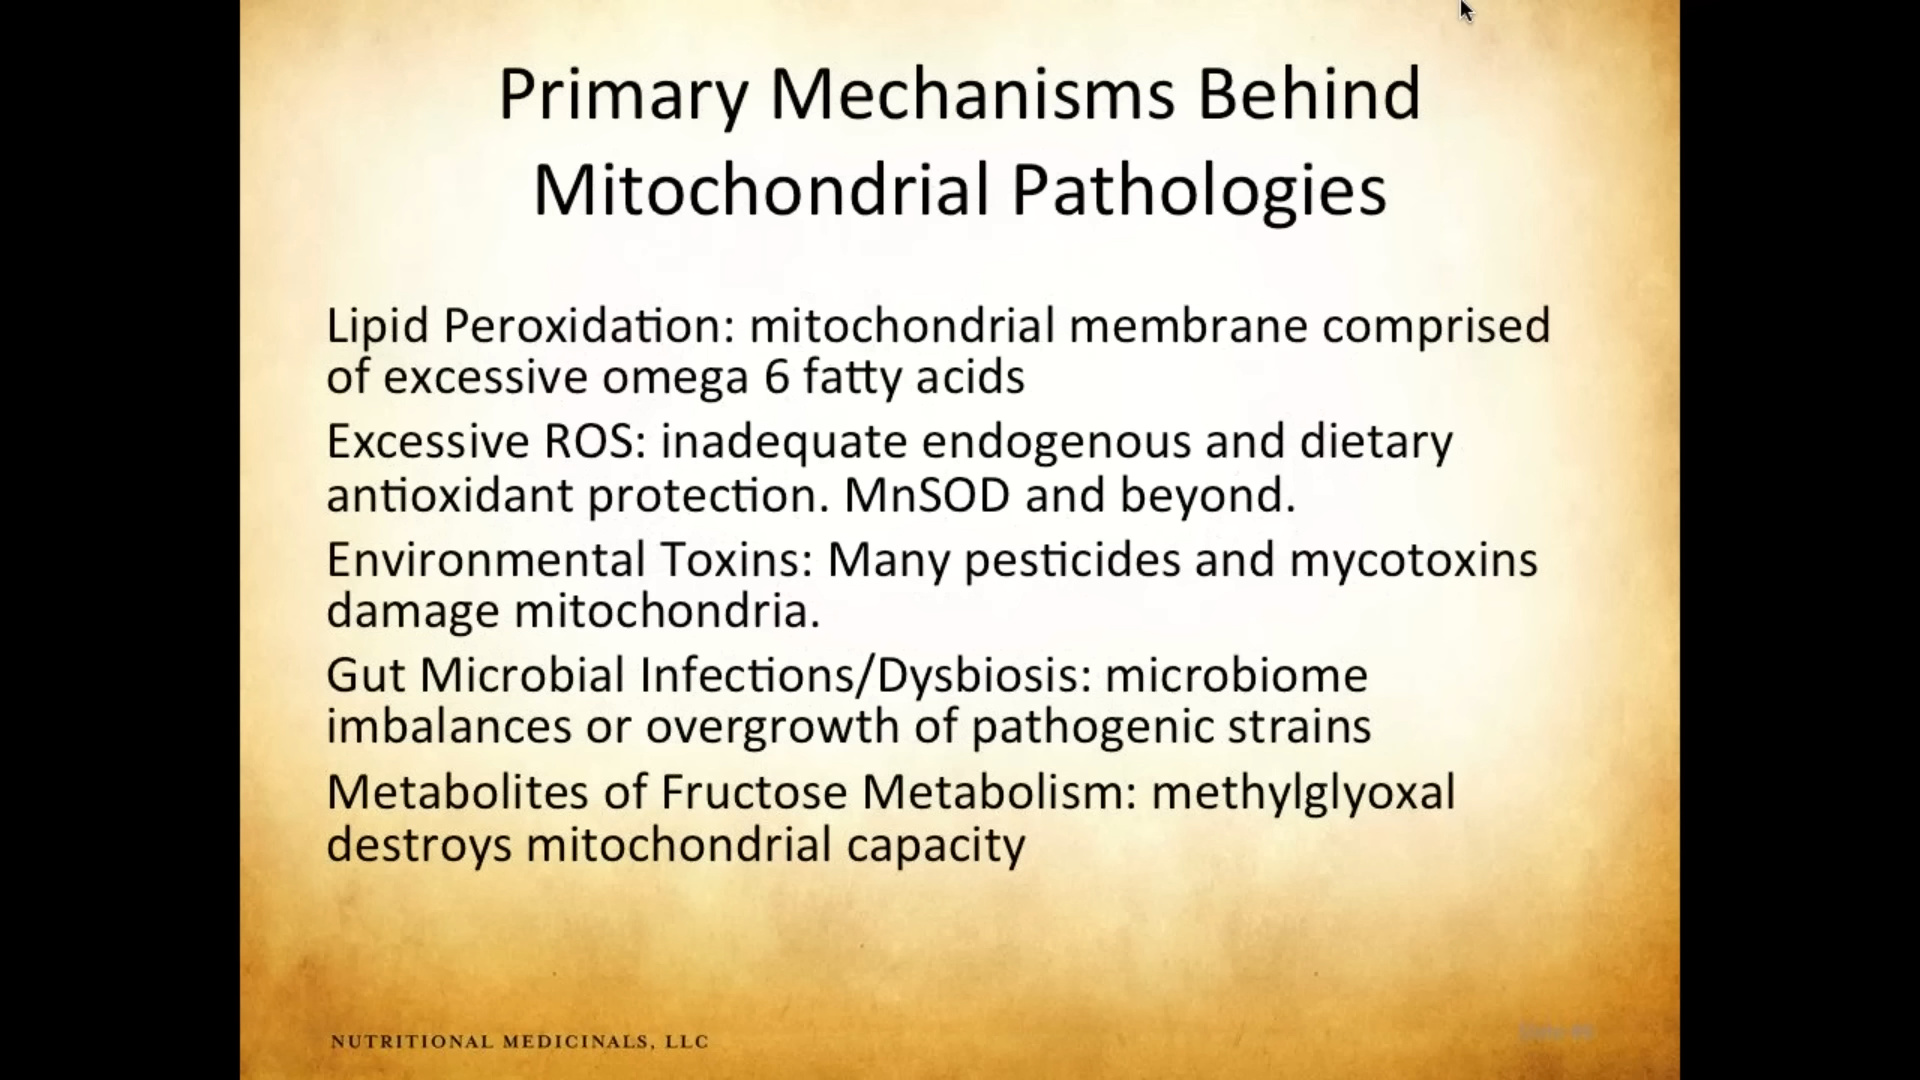 Primary Mechanisms Behind
Mitochondrial Pathologies
Lipid Peroxidation: mitochondrial membrane comprised
of excessive omega 6 fatty acids
Excessive ROS: inadequate endogenous and dietary
antioxidant protection. MnSOD and beyond.
Environmental Toxins: Many pesticides and mycotoxins
damage mitochondria.
Gut Microbial Infections/Dysbiosis: microbiome
imbalances or overgrowth of pathogenic strains
Metabolites of Fructose Metabolism: methylglyoxal
destroys mitochondrial capacity
NUTRITIONAL MEDICINALS, LLC